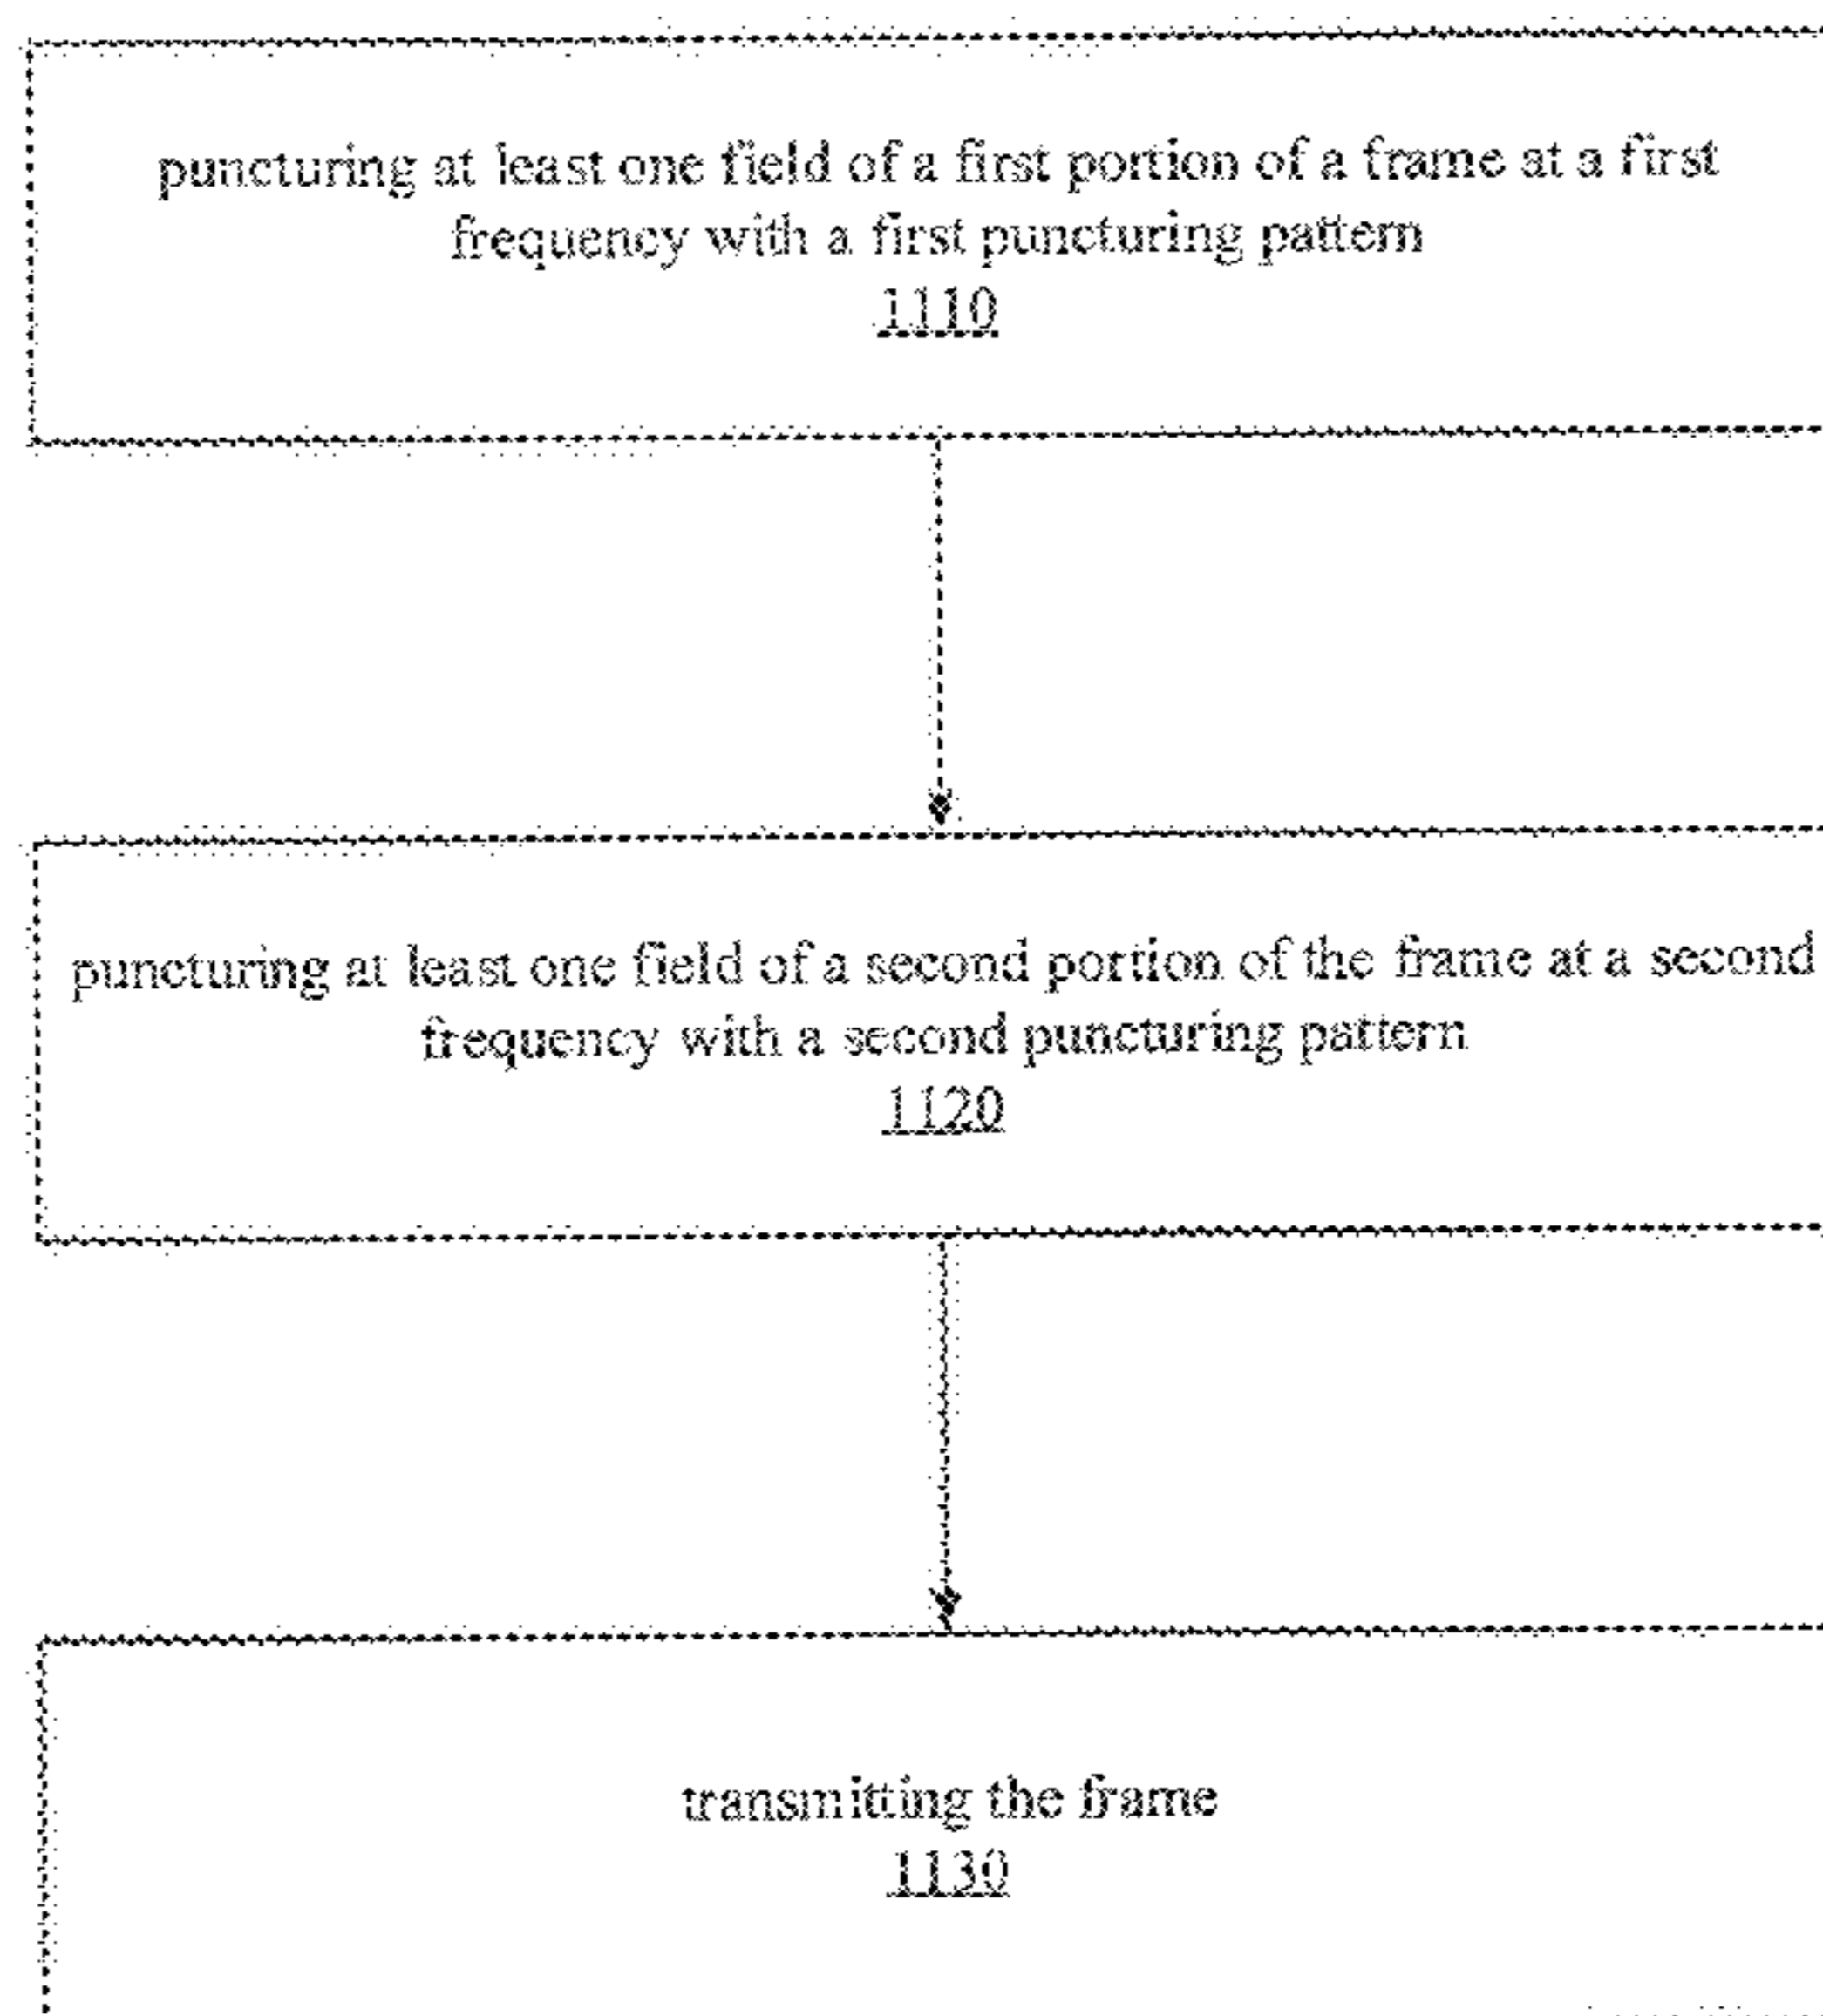 puncturing at least one field of a first portion of a frame at a first
frequency with a first puncturing pattern
1110
puncturing at least one field of a second portion of the frame at a second
frequency with a second puncturing pattern
1120
transmitting the frame
1130